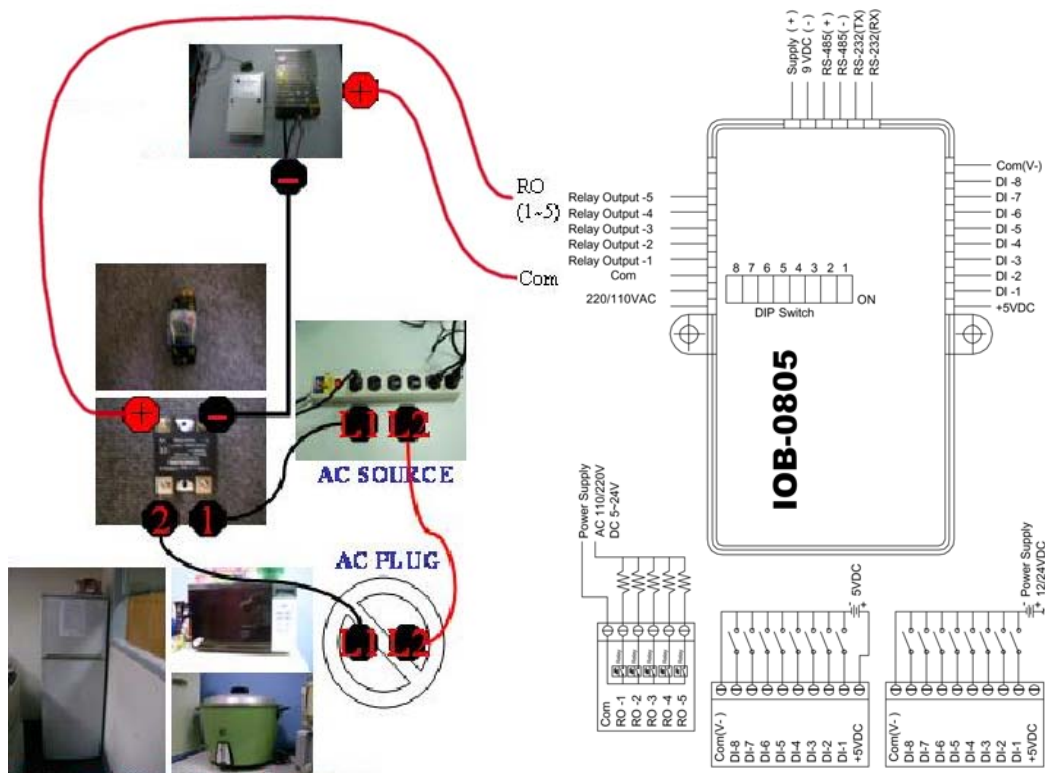 +
-
RO
(1~5)
Com
+
-
L1 L2
AC SOURCE
2 1
AC PLUG
L1 L2
Supply (+)
9 VDC (-)
RS-485(+)
RS-485(-)
RS-232(TX)
RS-232(RX)
Relay Output -5
Relay Output -4
Relay Output -3
Relay Output -2
Relay Output -1
Com
220/110VAC
Com(V-)
DI -8
DI -7
DI -6
DI -5
DI -4
DI -3
DI -2
DI -1
+5VDC
8 7 6 5 4 3 2 1
ON
DIP Switch
IOB-0805
Power Supply
AC 110/220V
DC 5~24V
Relay
Relay
Relay
Relay
Relay
Com
RO -1
RO -2
RO -3
RO -4
RO -5
- +
5VDC
Com(V-)
DI-8
DI-7
DI-6
DI-5
DI-4
DI-3
DI-2
DI-1
+5VDC
- Power Supply
+ 12/24VDC
Com(V-)
DI-8
DI-7
DI-6
DI-5
DI-4
DI-3
DI-2
DI-1
+5VDC